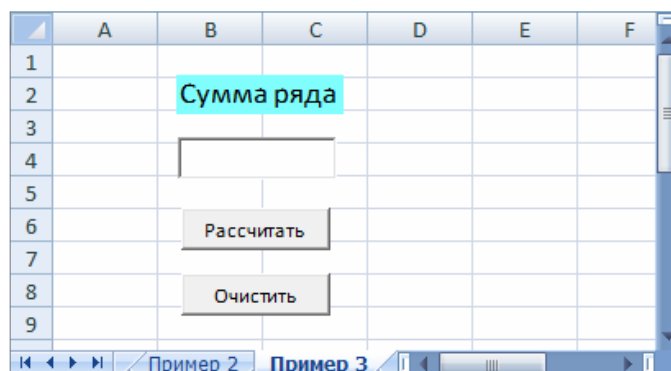 A B C D E F
1
2 Сумма ряда
3
4
5
6 Рассчитать
7
8 Очистить
9
Пример 2 Пример 3